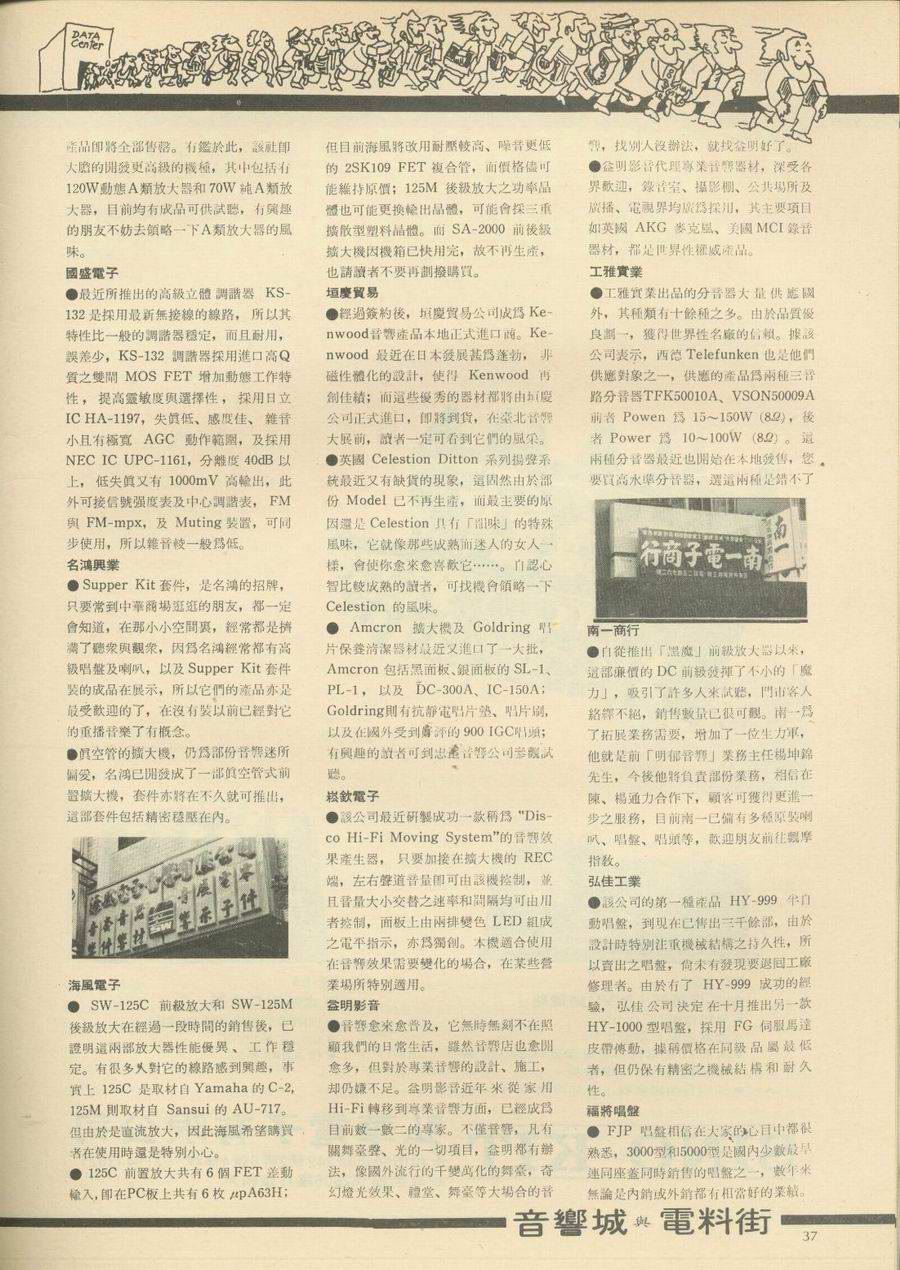 DATA
Center
產品即將全部售罄。有鑑於此，該社即
大膽的開發更高級的機種，其中包括有
120W動態A類放大器和70W 純A類放
大器，目前均有成品可供試聽，有興趣
的朋友不妨去領略一下A類放大器的風
味。
國盛電子
●最近所推出的高級立體調諧器 KS-
132 是採用最新無接線的線路， 所以其
特性比一般的調諧器穩定，而且耐用，
誤差少，KS-132 調諧器採用進口高Q
質之雙閘 MOS FET 增加動態工作特
性， 提高靈敏度與選擇性， 採用日立
IC HA-1197，失眞低、感度佳、 雜音
小且有極寬 AGC 動作範圍，及採用
NEC IC UPC-1161，分離度 40dB 以
上， 低失眞又有 1000mV 高輸出，此
外可接信號强度表及中心調諧表， FM
與 FM-mpx，及 Muting 裝置，可同
步使用，所以雜音較一般爲低。
名鴻興業
● Supper Kit 套件，是名鴻的招牌，
只要常到中華商場逛逛的朋友，都一定
會知道，在那小小空間裏，經常都是擠
滿了聽衆與觀衆，因爲名鴻經常都有高
級唱盤及喇叭，以及 Supper Kit 套件
裝的成品在展示，所以它們的產品亦是
最受歡迎的了，在沒有裝以前已經對它
的重播音樂了有槪念。
●眞空管的擴大機，仍爲部份音響迷所
偏愛，名鴻已開發成了一部眞空管式前
置擴大機，套件亦將在不久就可推出，
這部套件包括精密穩壓在內。
海風電子
● SW-125C 前級放大和 SW-125M
後級放大在經過一段時間的銷售後，已
證明這兩部放大器性能優異、工作穩
定。有很多人對它的線路感到興趣，事
實上 125C 是取材自 Yamaha 的 C-2,
125M 則取材自 Sansui 的 AU-717。
但由於是直流放大，因此海風希望購買
者在使用時還是特別小心。
● 125C 前置放大共有 6 個 FET 差動
輸入, 即在PC板上共有 6 枚 μpA63H；
但目前海風將改用耐壓較高、噪音更低
的 2SK109 FET 複合管，而價格儘可
能維持原價；125M 後級放大之功率晶
體也可能更換輸出晶體，可能會採三重
擴散型塑料晶體。而 SA-2000 前後級
擴大機因機箱已快用完，故不再生產，
也請讀者不要再劃撥購買。
垣慶貿易
●經過簽約後，垣慶貿易公司成爲 Ke-
nwood音響產品本地正式進口商。Ke-
nwood 最近在日本發展甚爲蓬勃， 非
磁性體化的設計，使得 Kenwood 再
創佳績；而這些優秀的器材都將由垣慶
公司正式進口，即將到貨，在臺北音響
大展前，讀者一定可看到它們的風采。
●英國 Celestion Ditton 系列揚聲系
統最近又有缺貨的現象，這固然由於部
份 Model 已不再生產，而最主要的原
因還是 Celestion 具有「韻味」的特殊
風味，它就像那些成熟而迷人的女人一
樣，會使你愈來愈喜歡它……。自認心
智比較成熟的讀者，可找機會領略一下
Celestion 的風味。
● Amcron 擴大機及 Goldring 唱
片保養清潔器材最近又進口了一大批，
Amcron 包括黑面板、銀面板的 SL-1、
PL-1， 以及 DC-300A、IC-150A；
Goldring則有抗靜電唱片墊、唱片刷，
以及在國外受到好評的 900 IGC唱頭；
有興趣的讀者可到忠孝音響公司參觀試
聽。
崧欽電子
●該公司最近研製成功一款稱爲 "Dis-
co Hi-Fi Moving System"的音響效
果產生器， 只要加接在擴大機的 REC
端，左右聲道音量即可由該機控制，並
且音量大小交替之速率和間隔均可由用
者控制，面板上由兩排變色 LED 組成
之電平指示，亦爲獨創。本機適合使用
在音響效果需要變化的場合，在某些營
業場所特別適用。
益明影音
●音響愈來愈普及，它無時無刻不在照
顧我們的日常生活，雖然音響店也愈開
愈多，但對於專業音響的設計、施工，
却仍嫌不足。益明影音近年來從家用
Hi-Fi 轉移到專業音響方面，已經成爲
目前數一數二的專家。不僅音響，凡有
關舞臺聲、光的一切項目，益明都有辦
法，像國外流行的千變萬化的舞臺，奇
幻燈光效果、禮堂、舞臺等大場合的音
響，找別人沒辦法，就找益明好了。
●益明影音代理專業音響器材，深受各
界歡迎，錄音室、攝影棚、公共場所及
廣播、電視界均廣爲採用，其主要項目
如英國 AKG 麥克風、美國 MCI 錄音
器材，都是世界性權威產品。
工雅實業
●工雅實業出品的分音器大量供應國
外，其種類有十餘種之多。由於品質優
良劃一，獲得世界性名廠的信賴。據該
公司表示，西德 Telefunken 也是他們
供應對象之一，供應的產品爲兩種三音
路分音器TFK50010A、VSON50009A
前者 Powen 爲 15～150W (8Ω)，後
者 Power 爲 10～100W (8Ω)。 這
兩種分音器最近也開始在本地發售，您
要買高水準分音器，選這兩種是錯不了
南一電子商行
南一
南一商行
●自從推出「黑魔」前級放大器以來，
這部廉價的 DC 前級發揮了不小的「魔
力」，吸引了許多人來試聽，門市客人
絡繹不絕，銷售數量已很可觀。南一爲
了拓展業務需要，增加了一位生力軍，
他就是前「明郁音響」業務主任楊坤錦
先生，今後他將負責部份業務，相信在
陳、楊通力合作下，顧客可獲得更進一
步之服務，目前南一已備有多種原裝喇
叭、唱盤、唱頭等，歡迎朋友前往觀摩
指敎。
弘佳工業
●該公司的第一種產品 HY-999 半自
動唱盤，到現在已售出三千餘部，由於
設計時特別注重機械結構之持久性，所
以賣出之唱盤，尙未有發現要退回工廠
修理者。由於有了 HY-999 成功的經
驗， 弘佳公司決定在十月推出另一款
HY-1000 型唱盤，採用 FG 伺服馬達
皮帶傳動，據稱價格在同級品屬最低
者，但仍保有精密之機械結構和耐久
性。
福將唱盤
● FJP 唱盤相信在大家的心目中都很
熟悉，3000型和5000型是國內少數最早
連同座蓋同時銷售的唱盤之一，數年來
無論是內銷或外銷都有相當好的業績。
音響城與電料街
37